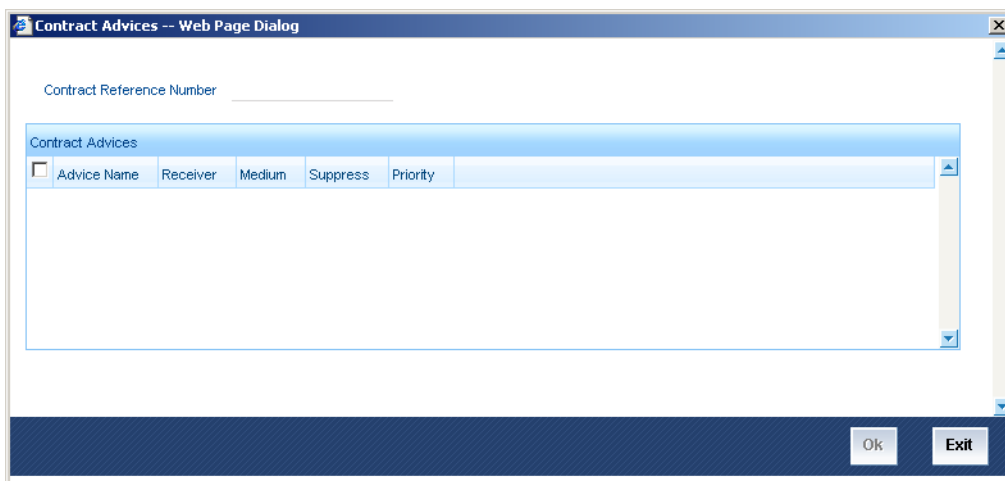 Contract Advices -- Web Page Dialog
Contract Reference Number
Contract Advices
Advice Name Receiver Medium Suppress Priority
Ok Exit